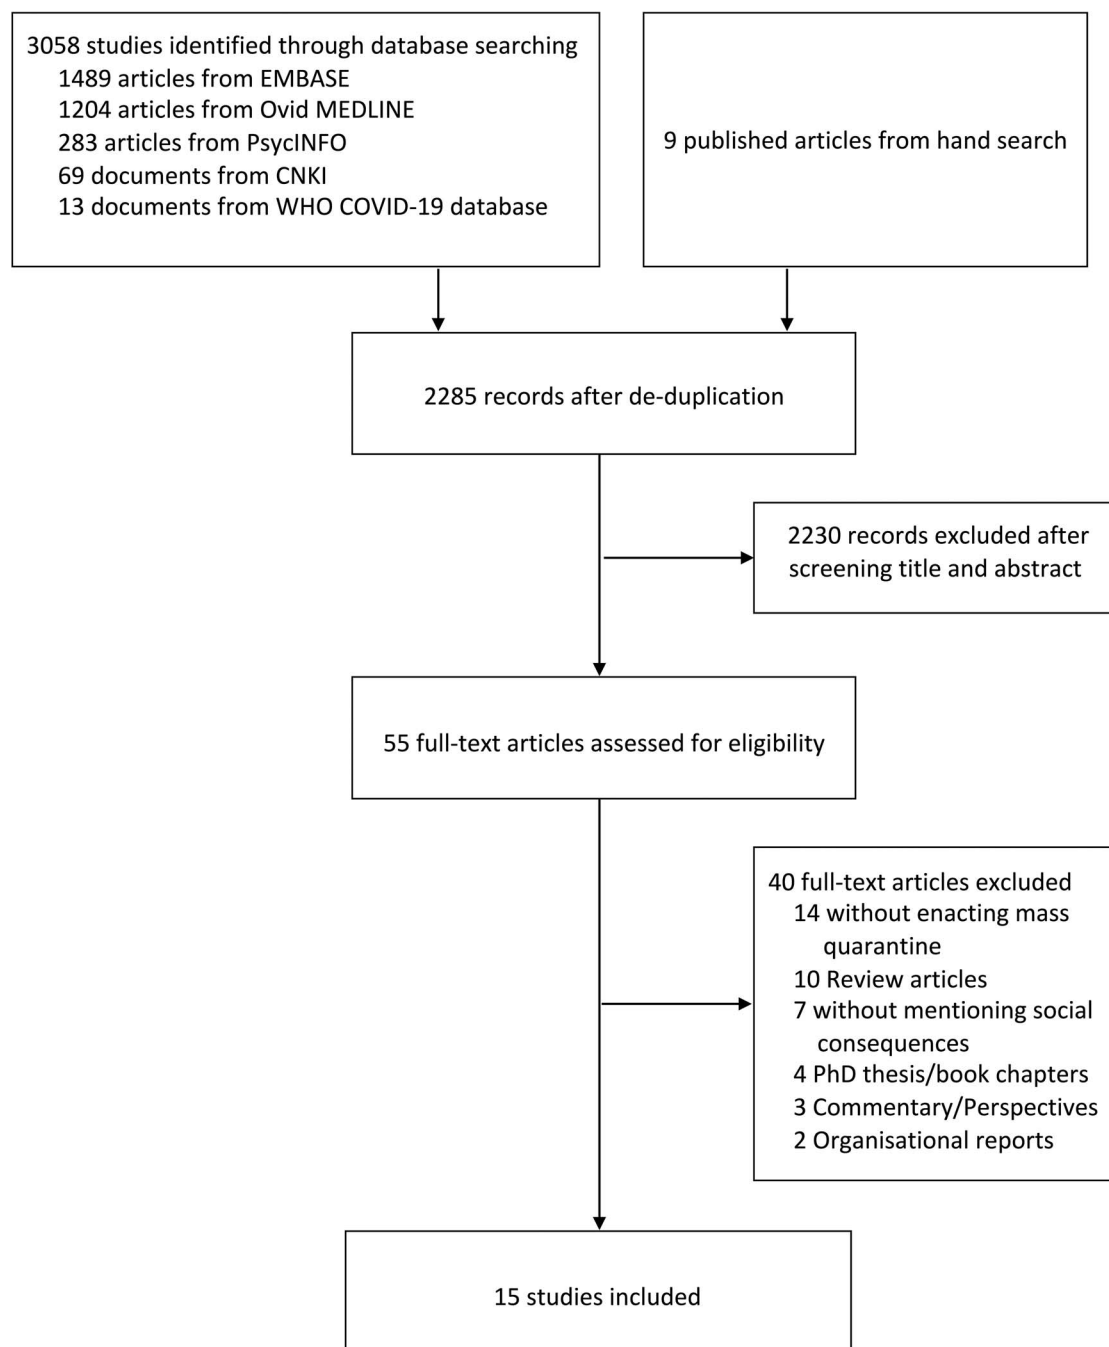 3058 studies identified through database searching
1489 articles from EMBASE
1204 articles from Ovid MEDLINE
283 articles from PsycINFO
69 documents from CNKI
13 documents from WHO COVID-19 database
9 published articles from hand search
2285 records after de-duplication
2230 records excluded after
screening title and abstract
55 full-text articles assessed for eligibility
40 full-text articles excluded
14 without enacting mass
quarantine
10 Review articles
7 without mentioning social
consequences
4 PhD thesis/book chapters
3 Commentary/Perspectives
2 Organisational reports
15 studies included